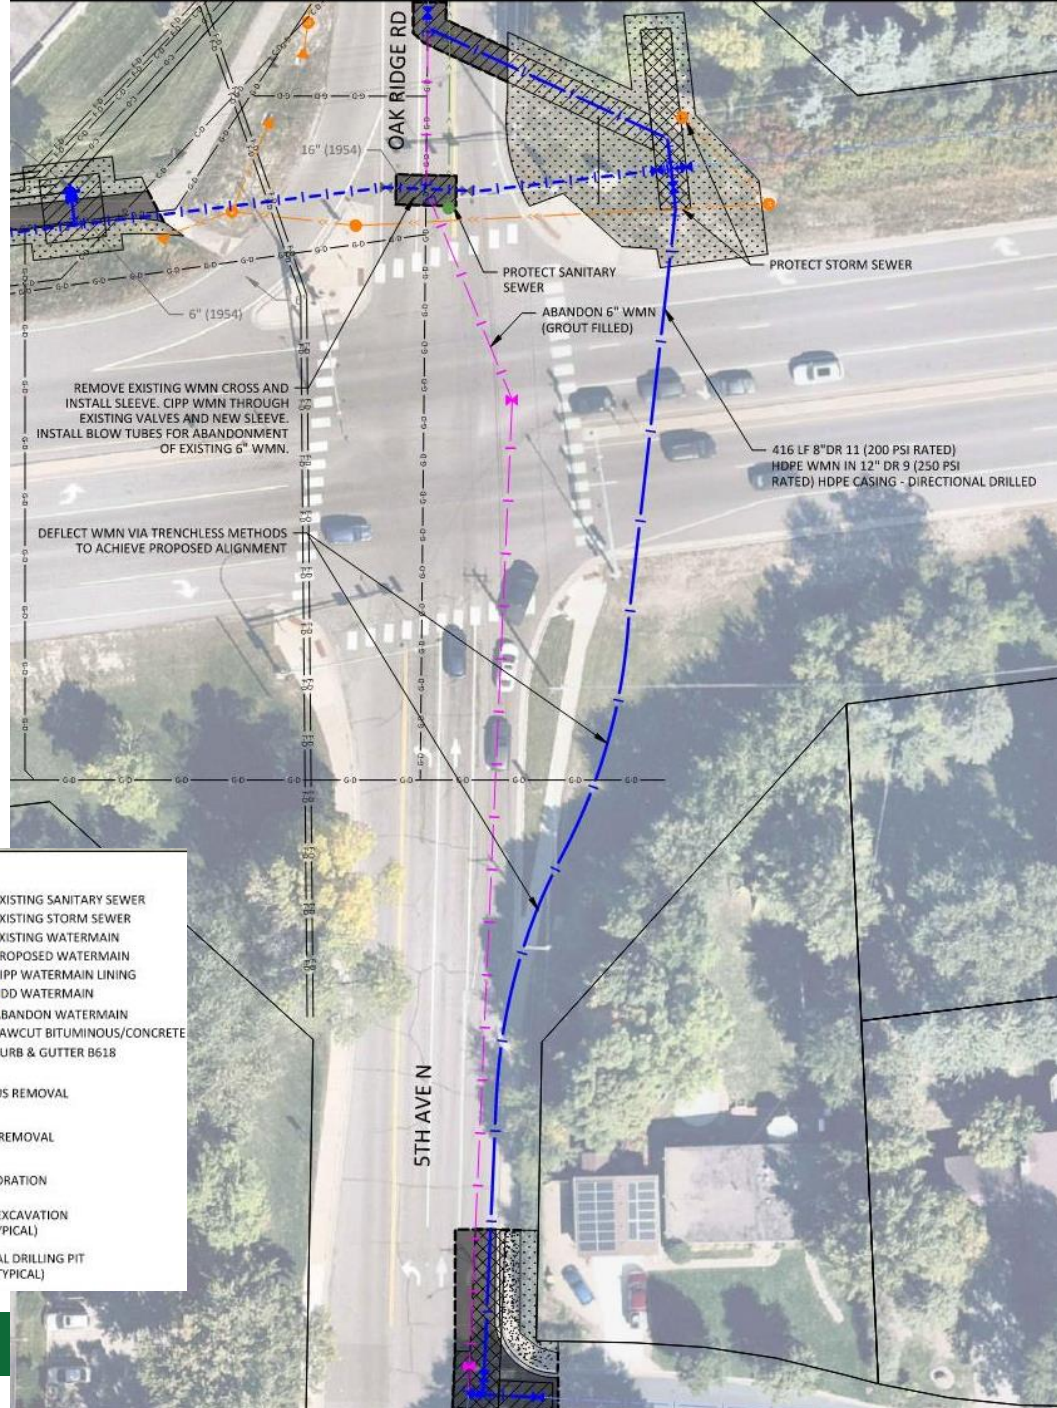 OAK RIDGE RD
16" (1954)
PROTECT SANITARY
SEWER
PROTECT STORM SEWER
6" (1954)
ABANDON 6" WMN
(GROUT FILLED)
REMOVE EXISTING WMN CROSS AND
INSTALL SLEEVE. CIPP WMN THROUGH
EXISTING VALVES AND NEW SLEEVE.
INSTALL BLOW TUBES FOR ABANDONMENT
OF EXISTING 6" WMN.
416 LF 8"DR 11 (200 PSI RATED)
HDPE WMN IN 12" DR 9 (250 PSI
RATED) HDPE CASING - DIRECTIONAL DRILLED
DEFLECT WMN VIA TRENCHLESS METHODS
TO ACHIEVE PROPOSED ALIGNMENT
5TH AVE N
XISTING SANITARY SEWER
XISTING STORM SEWER
XISTING WATERMAIN
ROPOSED WATERMAIN
IPP WATERMAIN LINING
DD WATERMAIN
ABANDON WATERMAIN
AWCUT BITUMINOUS/CONCRETE
URB & GUTTER B618
US REMOVAL
REMOVAL
ORATION
EXCAVATION
YPICAL)
AL DRILLING PIT
TYPICAL)